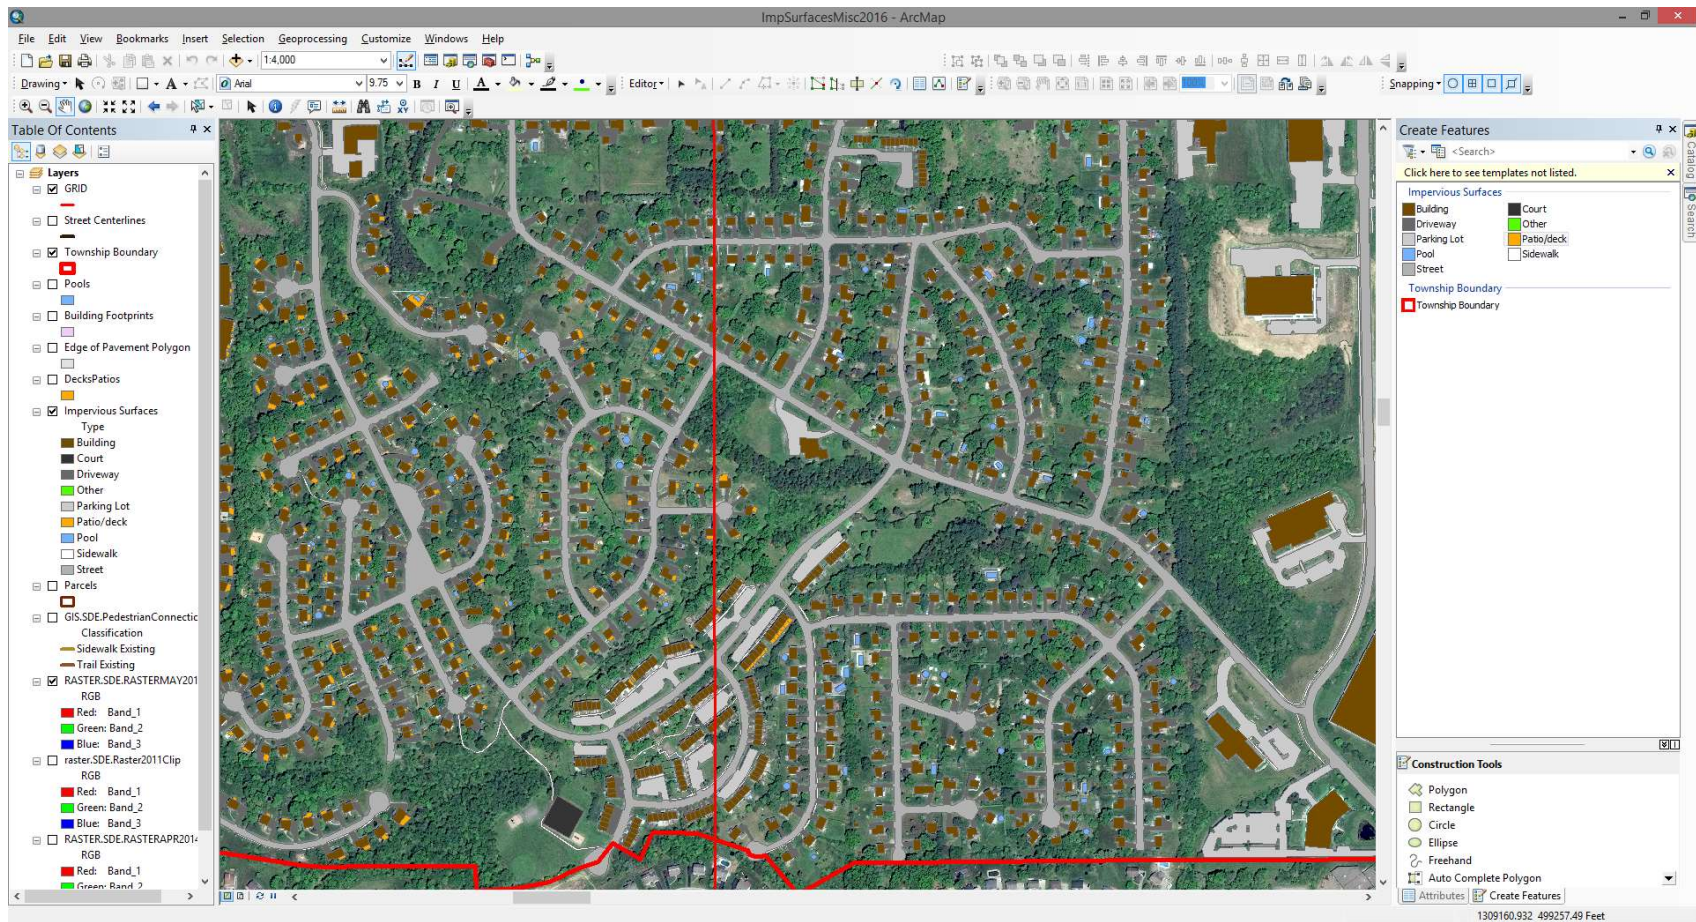 ImpSurfacesMisc2016 - ArcMap
File Edit View Bookmarks Insert Selection Geoprocessing Customize Windows Help
1:4,000
Drawing Arial 9.75 B I U A Editor 100% Snapping
Table Of Contents
Layers
GRID
Street Centerlines
Township Boundary
Pools
Building Footprints
Edge of Pavement Polygon
DecksPatios
Impervious Surfaces
Type
Building
Court
Driveway
Other
Parking Lot
Patio/deck
Pool
Sidewalk
Street
Parcels
GIS.SDE.PedestrianConnectic
Classification
Sidewalk Existing
Trail Existing
RASTER.SDE.RASTERMAY201
RGB
Red: Band_1
Green: Band_2
Blue: Band_3
raster.SDE.Raster2011Clip
RGB
Red: Band_1
Green: Band_2
Blue: Band_3
RASTER.SDE.RASTERAPR201
RGB
Red: Band_1
Green: Band_2
Create Features
<Search>
Click here to see templates not listed.
Impervious Surfaces
Building Court
Driveway Other
Parking Lot Patio/deck
Pool Sidewalk
Street
Township Boundary
Township Boundary
Construction Tools
Polygon
Rectangle
Circle
Ellipse
Freehand
Auto Complete Polygon
Attributes Create Features
Catalog
Search
1309160.932 499257.49 Feet